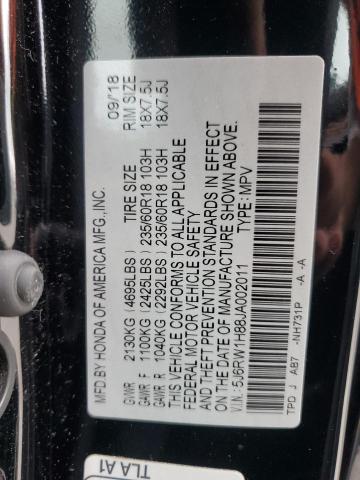 MFD BY HONDA OF AMERICA MFG.,INC. 09/18
TIRE SIZE RIM SIZE
GVWR 2130KG (4695LBS)
GAWR F 1100KG (2425LBS) 235/60R18 103H 18X7.5J
GAWR R 1040KG (2292LBS) 235/60R18 103H 18X7.5J
THIS VEHICLE CONFORMS TO ALL APPLICABLE
FEDERAL MOTOR VEHICLE SAFETY
AND THEFT PREVENTION STANDARDS IN EFFECT
ON THE DATE OF MANUFACTURE SHOWN ABOVE.
V.I.N.: 5J6RW1H88JA002011 TYPE: MPV
TPD J A87 -NH731P -A -A
TLA A1